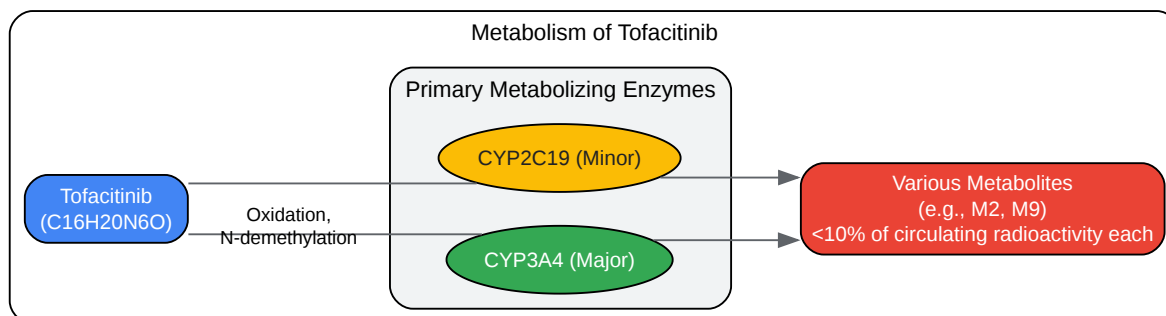 Metabolism of Tofacitinib
Primary Metabolizing Enzymes
CYP2C19 (Minor)
Tofacitinib
(C16H20N6O)
Oxidation,
N-demethylation
CYP3A4 (Major)
Various Metabolites
(e.g., M2, M9)
<10% of circulating radioactivity each